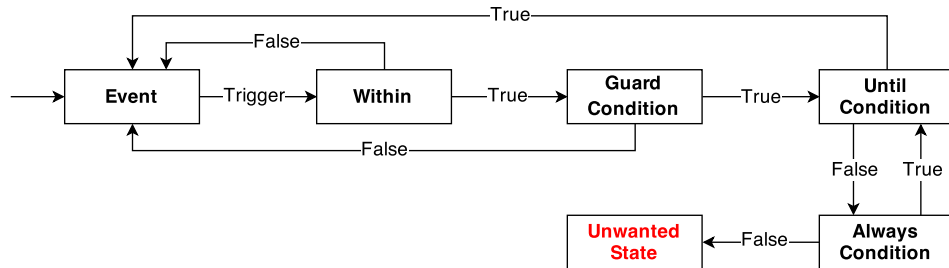 True
False
Event
Trigger
Within
True
Guard
Condition
True
Until
Condition
False
False
True
Unwanted
State
False
Always
Condition